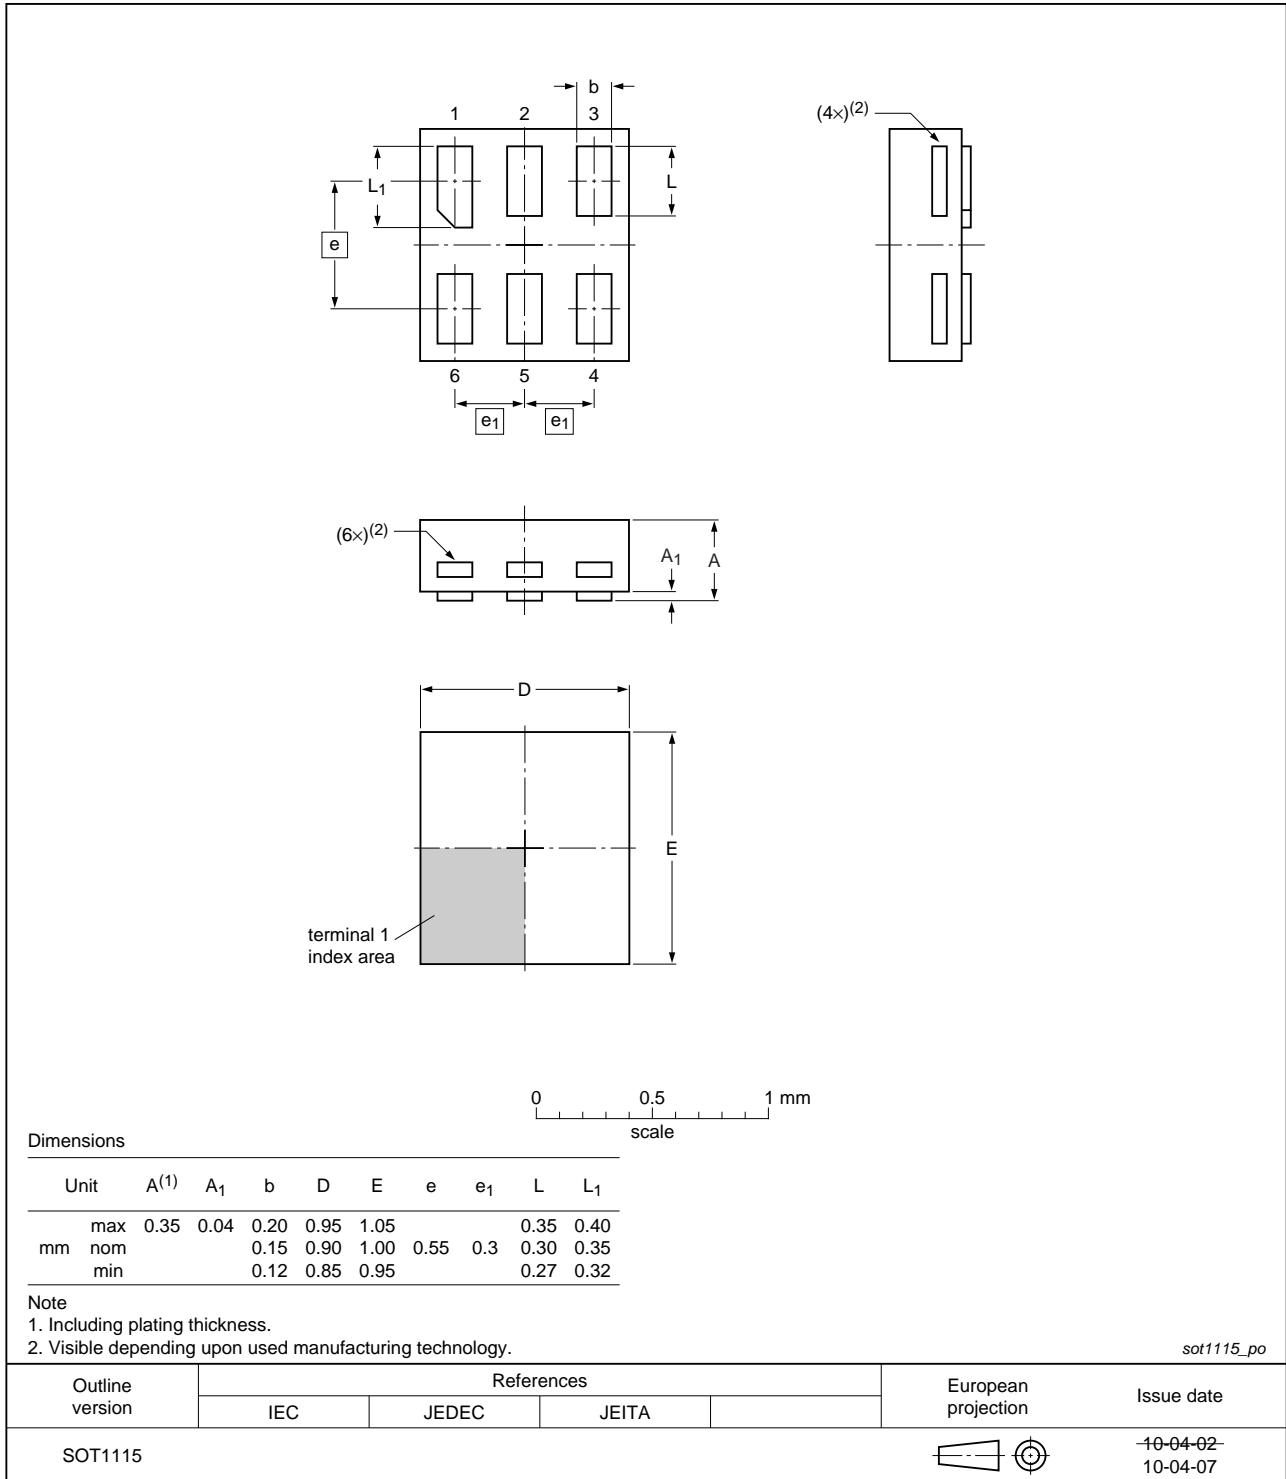 b
1 2 3
(4×)(2)
L1
L
e
6 5 4
e1 e1
(6×)(2)
A1 A
D
E
terminal 1
index area
0 0.5 1 mm
scale
Dimensions
Unit A(1) A1 b D E e e1 L L1
max 0.35 0.04 0.20 0.95 1.05 0.35 0.40
mm nom 0.15 0.90 1.00 0.55 0.3 0.30 0.35
min 0.12 0.85 0.95 0.27 0.32
Note
1. Including plating thickness.
2. Visible depending upon used manufacturing technology.
sot1115_po
Outline version References European projection Issue date
IEC JEDEC JEITA
SOT1115
10-04-02
10-04-07